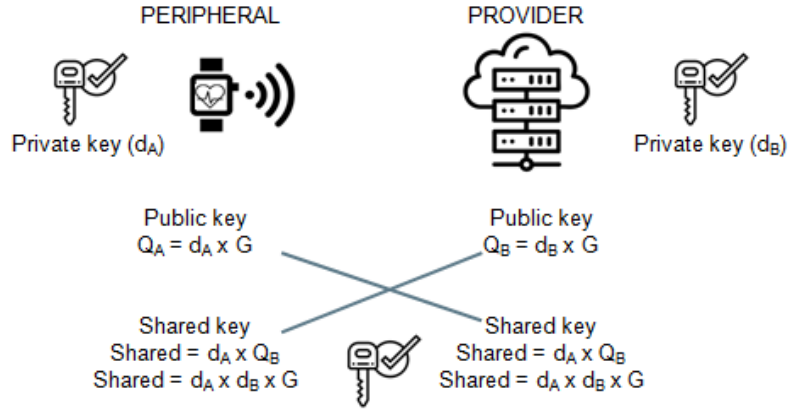 PERIPHERAL
PROVIDER
Private key (dA)
Private key (dB)
Public key
QA = dA x G
Public key
QB = dB x G
Shared key
Shared = dA x QB
Shared = dA x dB x G
Shared key
Shared = dA x QB
Shared = dA x dB x G